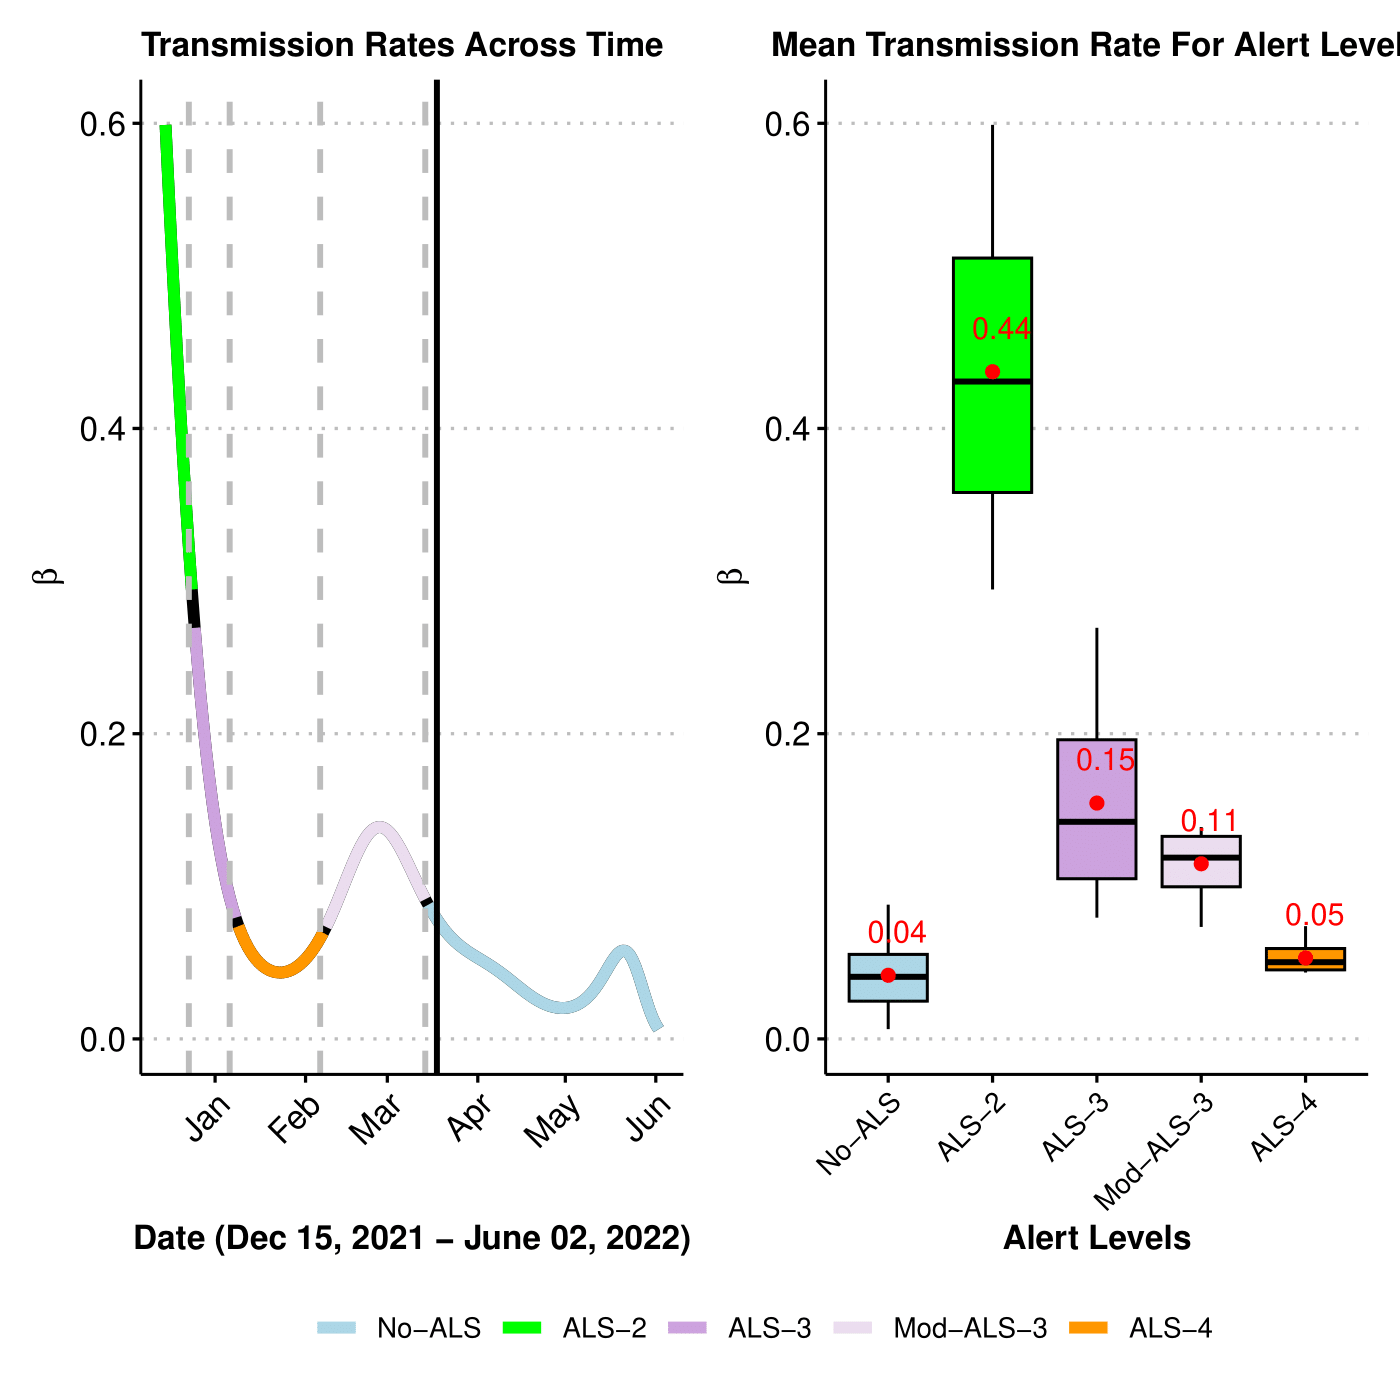 Transmission Rates Across Time
0.6
0.4
0.2
0.0
β
Jan
Feb
Mar
Apr
May
Jun
Date (Dec 15, 2021 – June 02, 2022)
Mean Transmission Rate For Alert Level
0.6
0.4
0.2
0.0
β
0.04
0.44
0.15
0.11
0.05
No−ALS
ALS−2
ALS−3
Mod−ALS−3
ALS−4
Alert Levels
No−ALS ALS−2 ALS−3 Mod−ALS−3 ALS−4